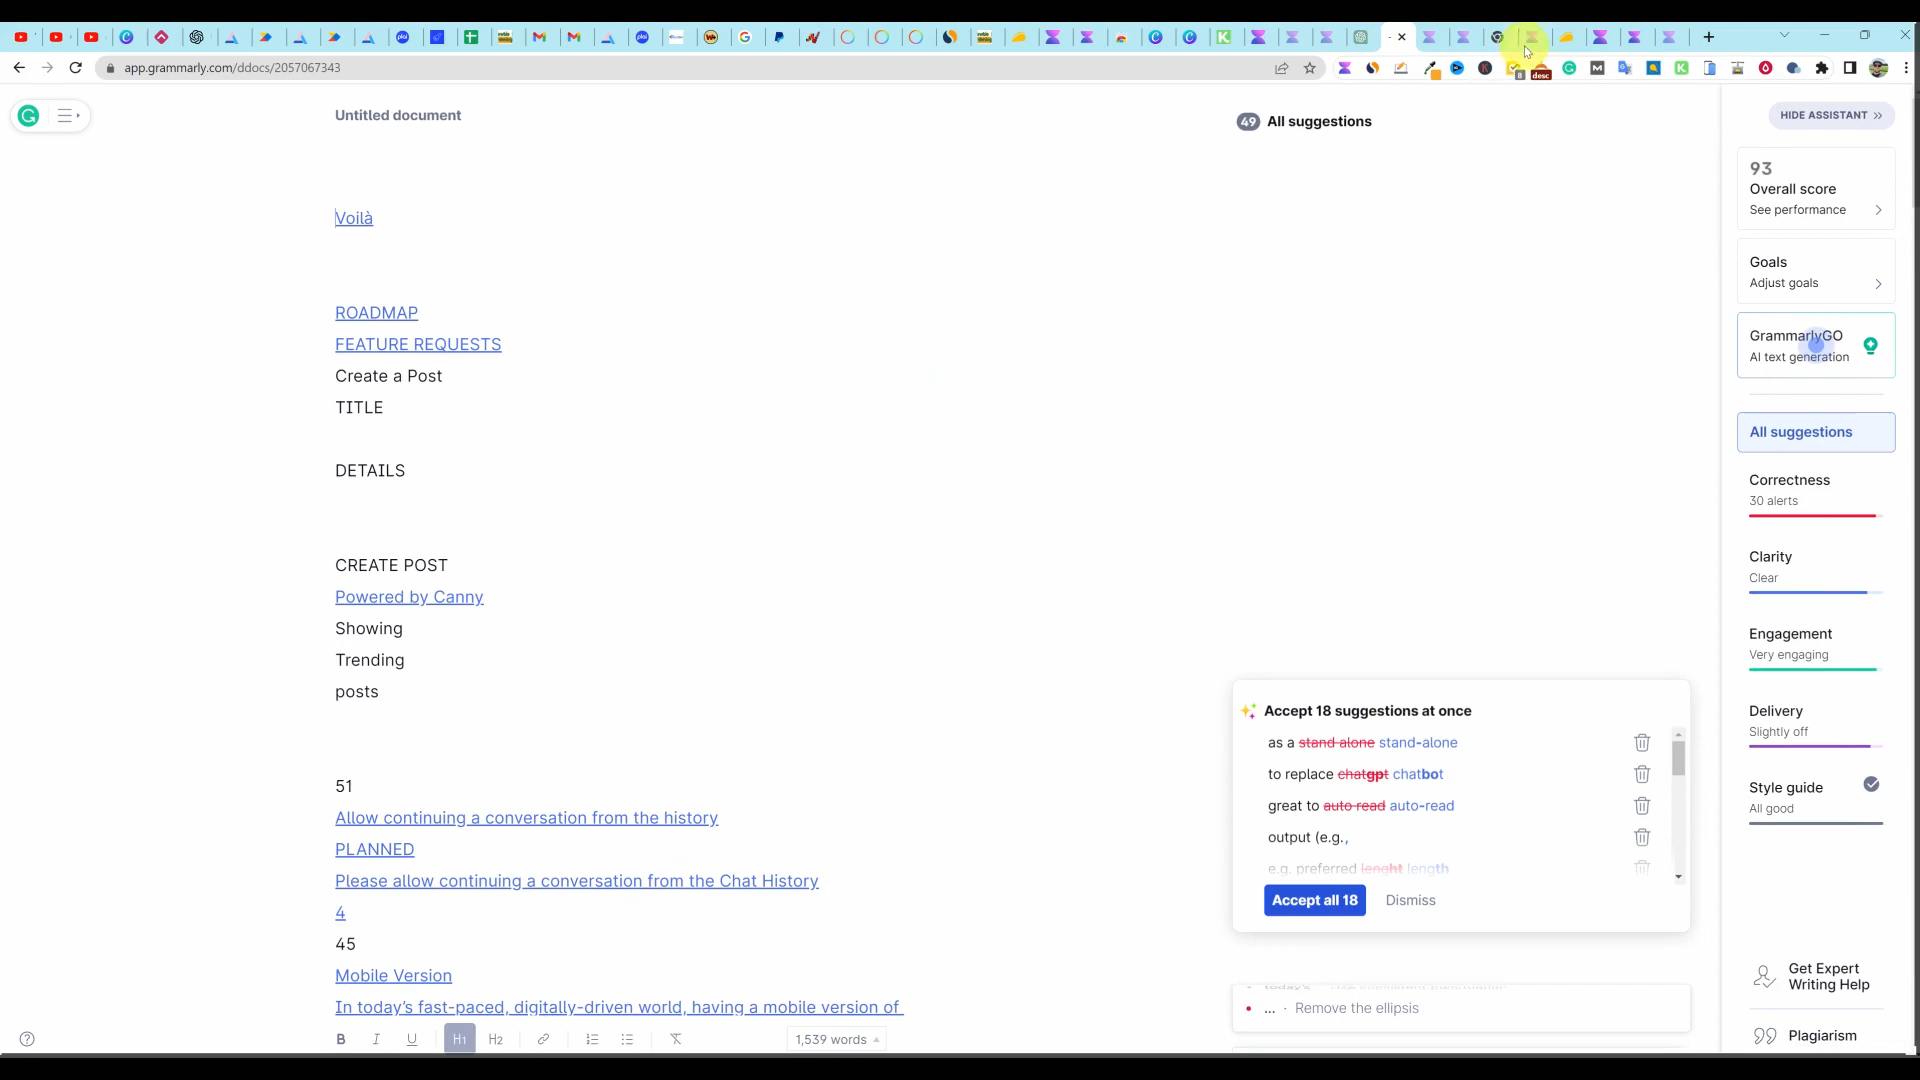 app.grammarly.com/ddocs/2057067343
8
desc
Untitled document
49 All suggestions
HIDE ASSISTANT
Voilà
ROADMAP
FEATURE REQUESTS
Create a Post
TITLE
DETAILS
CREATE POST
Powered by Canny
Showing
Trending
posts
51
Allow continuing a conversation from the history
PLANNED
Please allow continuing a conversation from the Chat History
4
45
Mobile Version
In today's fast-paced, digitally-driven world, having a mobile version of
B I U H1 H2
1,539 words
Accept 18 suggestions at once
as a stand alone stand-alone
to replace chatgpt chatbot
great to auto read auto-read
output (e.g.,
e.g. preferred lenght length
Accept all 18 Dismiss
... · Remove the ellipsis
93
Overall score
See performance
Goals
Adjust goals
GrammarlyGO
AI text generation
All suggestions
Correctness
30 alerts
Clarity
Clear
Engagement
Very engaging
Delivery
Slightly off
Style guide
All good
Get Expert
Writing Help
Plagiarism